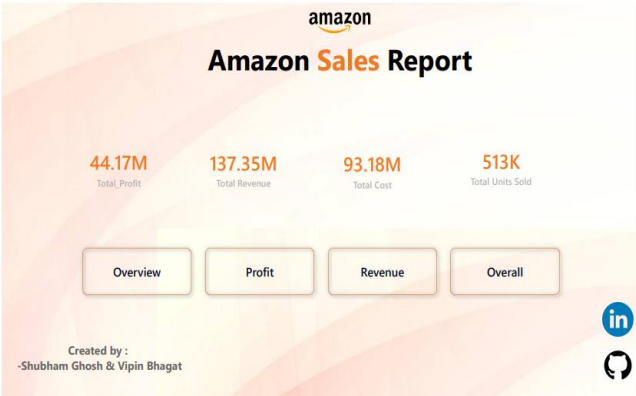 amazon
Amazon Sales Report
44.17M
Total_Profit
137.35M
Total Revenue
93.18M
Total Cost
513K
Total Units Sold
Overview
Profit
Revenue
Overall
in
Created by :
-Shubham Ghosh & Vipin Bhagat